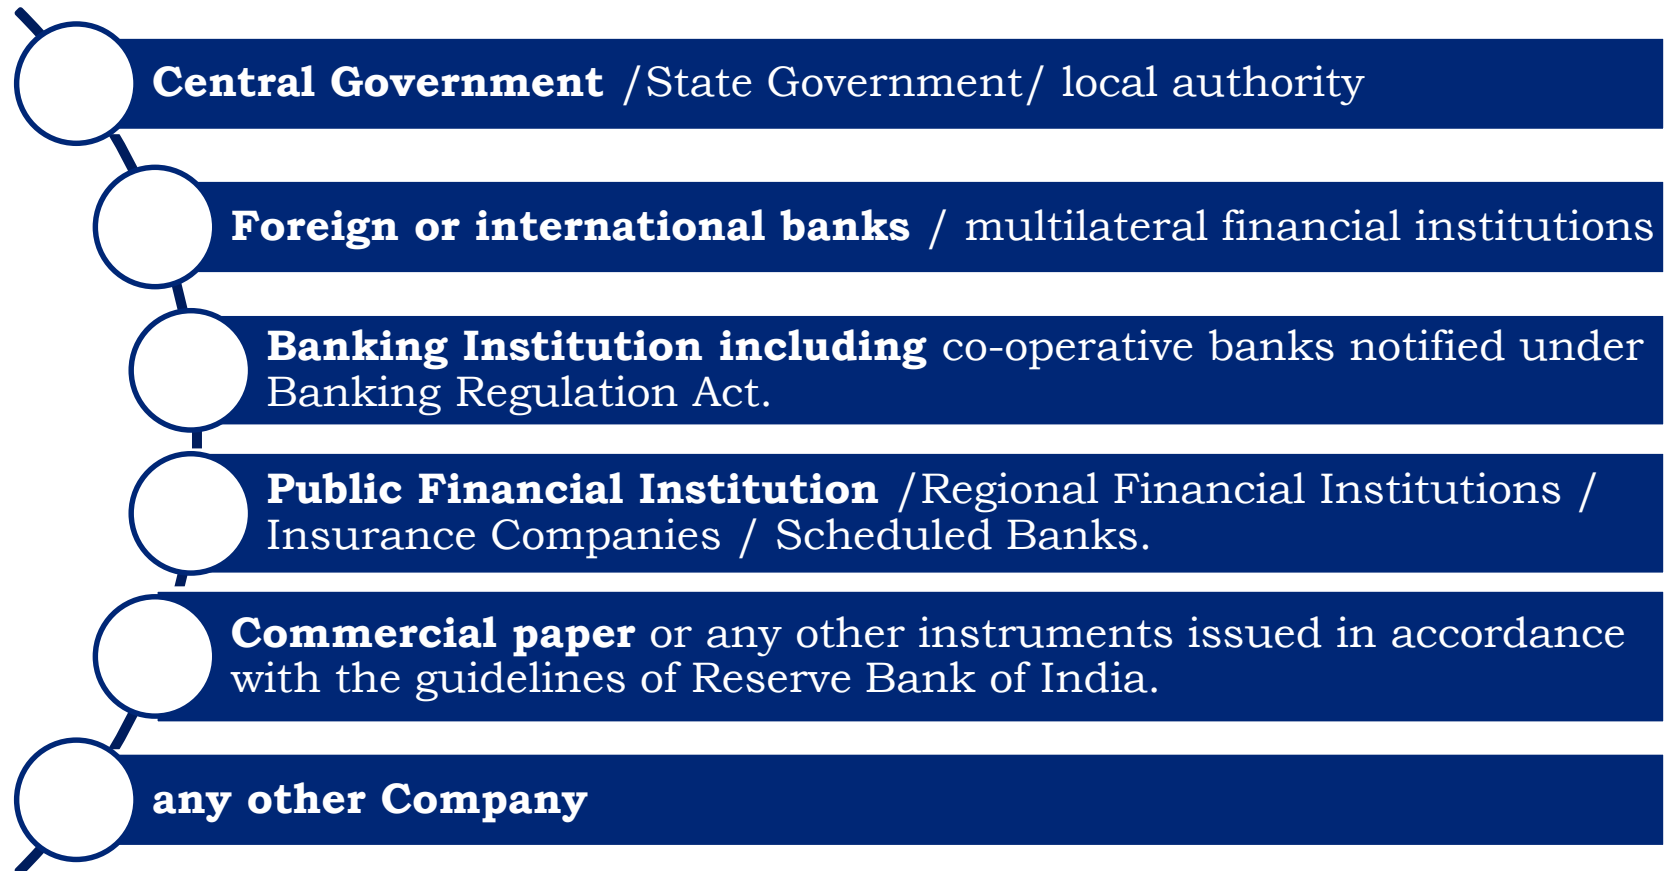 Central Government /State Government/ local authority
Foreign or international banks / multilateral financial institutions
Banking Institution including co-operative banks notified under
Banking Regulation Act.
Public Financial Institution /Regional Financial Institutions /
Insurance Companies / Scheduled Banks.
Commercial paper or any other instruments issued in accordance
with the guidelines of Reserve Bank of India.
any other Company